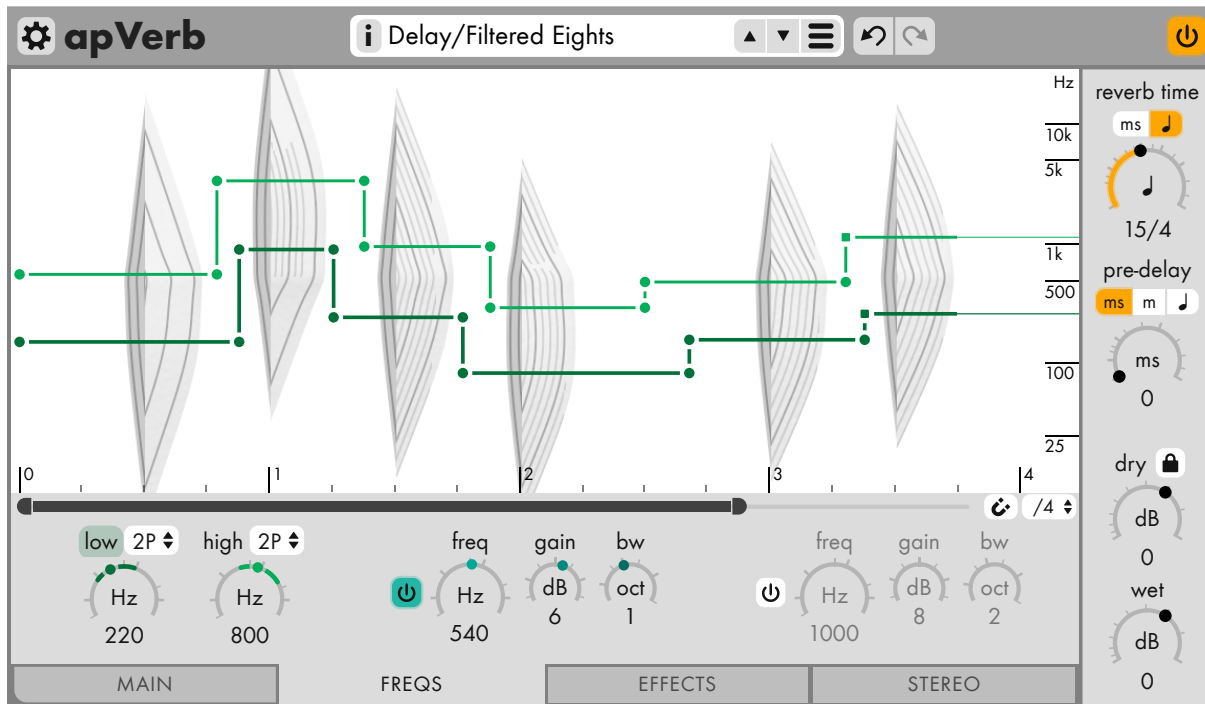 apVerb i Delay/Filtered Eights
Hz
10k
5k
1k
500
100
25
0 1 2 3 4
/4
reverb time
ms
15/4
pre-delay
ms m
ms
0
dry
dB
0
wet
dB
0
low 2P high 2P freq gain bw freq gain bw
Hz Hz Hz dB oct Hz dB oct
220 800 540 6 1 1000 8 2
MAIN FREQS EFFECTS STEREO